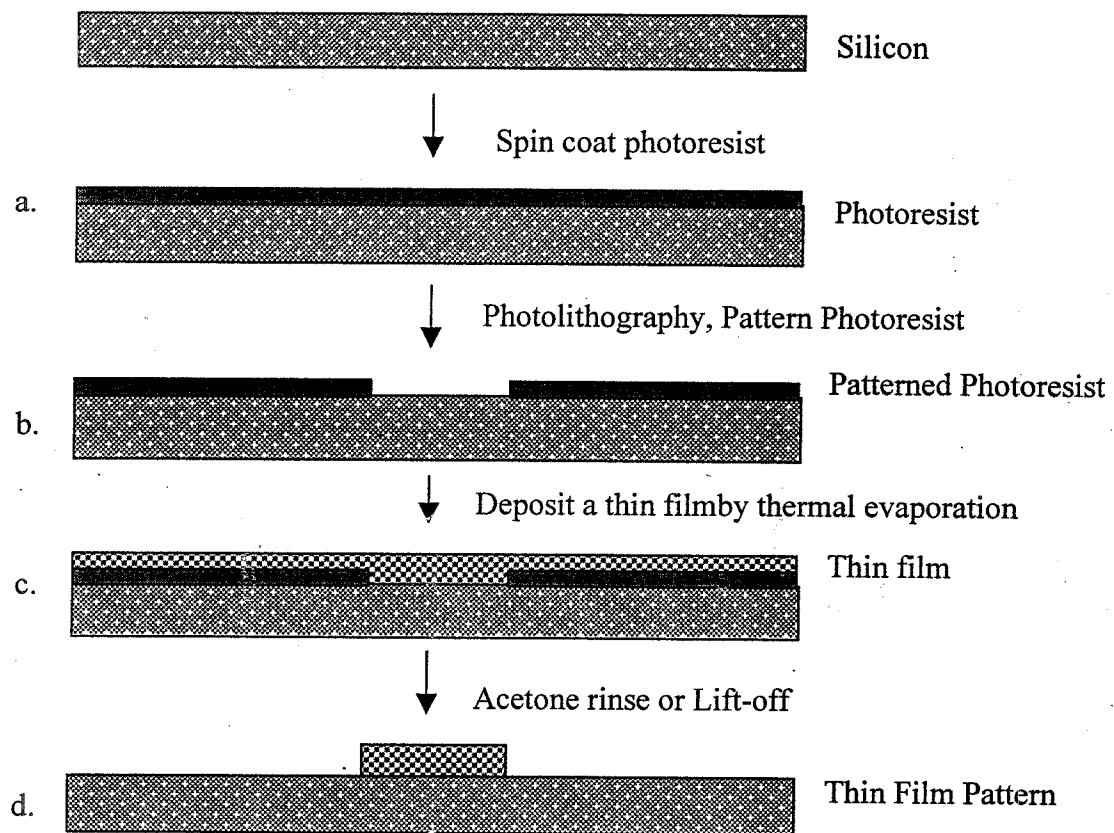 Silicon
Spin coat photoresist
a.
Photoresist
Photolithography, Pattern Photoresist
Patterned Photoresist
b.
Deposit a thin filmby thermal evaporation
Thin film
c.
Acetone rinse or Lift-off
Thin Film Pattern
d.